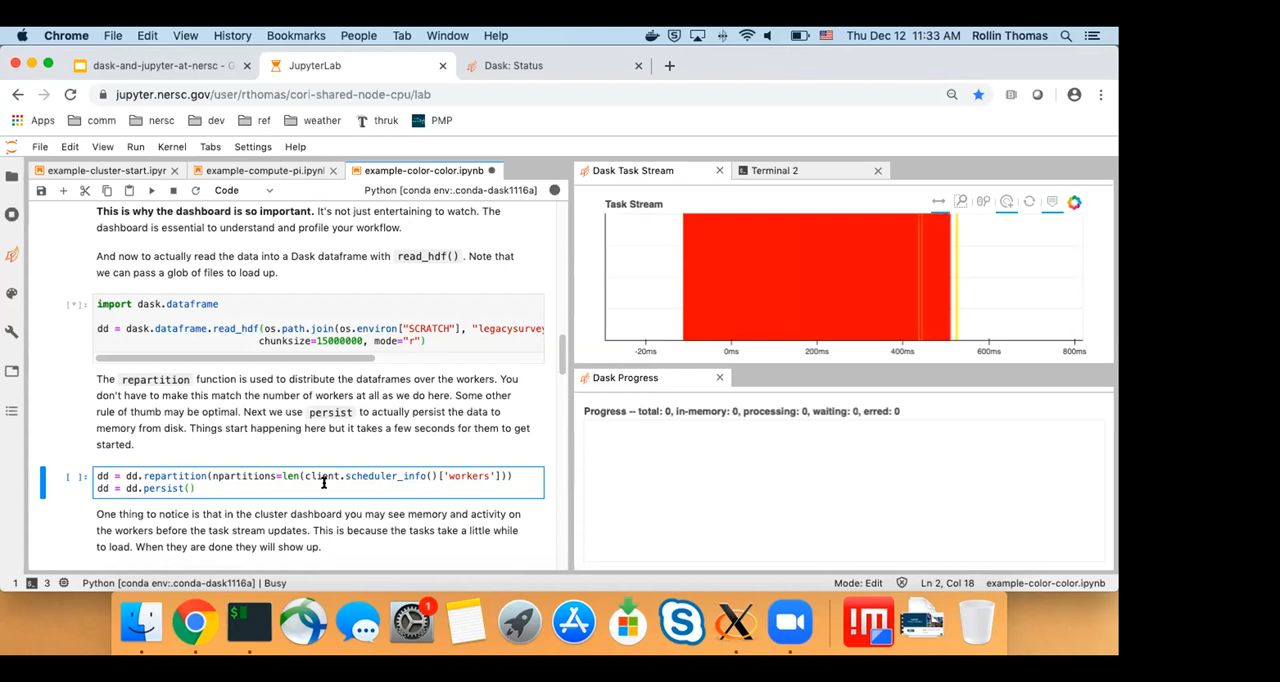 Chrome File Edit View History Bookmarks People Tab Window Help Thu Dec 12 11:33 AM Rollin Thomas
dask-and-jupyter-at-nersc - G JupyterLab Dask: Status
jupyter.nersc.gov/user/rthomas/cori-shared-node-cpu/lab
Apps comm nersc dev ref weather thruk PMP
File Edit View Run Kernel Tabs Settings Help
example-cluster-start.ipyr example-compute-pi.ipynl example-color-color.ipynb
Code Python [conda env:.conda-dask1116a]
This is why the dashboard is so important. It's not just entertaining to watch. The
dashboard is essential to understand and profile your workflow.
And now to actually read the data into a Dask dataframe with read_hdf() . Note that
we can pass a glob of files to load up.
[*]: import dask.dataframe
dd = dask.dataframe.read_hdf(os.path.join(os.environ["SCRATCH"], "legacysurvey
chunksize=15000000, mode="r")
The repartition function is used to distribute the dataframes over the workers. You
don't have to make this match the number of workers at all as we do here. Some other
rule of thumb may be optimal. Next we use persist to actually persist the data to
memory from disk. Things start happening here but it takes a few seconds for them to get
started.
[ ]: dd = dd.repartition(npartitions=len(client.scheduler_info()['workers']))
dd = dd.persist()
One thing to notice is that in the cluster dashboard you may see memory and activity on
the workers before the task stream updates. This is because the tasks take a little while
to load. When they are done they will show up.
Dask Task Stream Terminal 2
Task Stream
-20ms 0ms 200ms 400ms 600ms 800ms
Dask Progress
Progress -- total: 0, in-memory: 0, processing: 0, waiting: 0, erred: 0
1 3 Python [conda env:.conda-dask1116a] | Busy Mode: Edit Ln 2, Col 18 example-color-color.ipynb
1